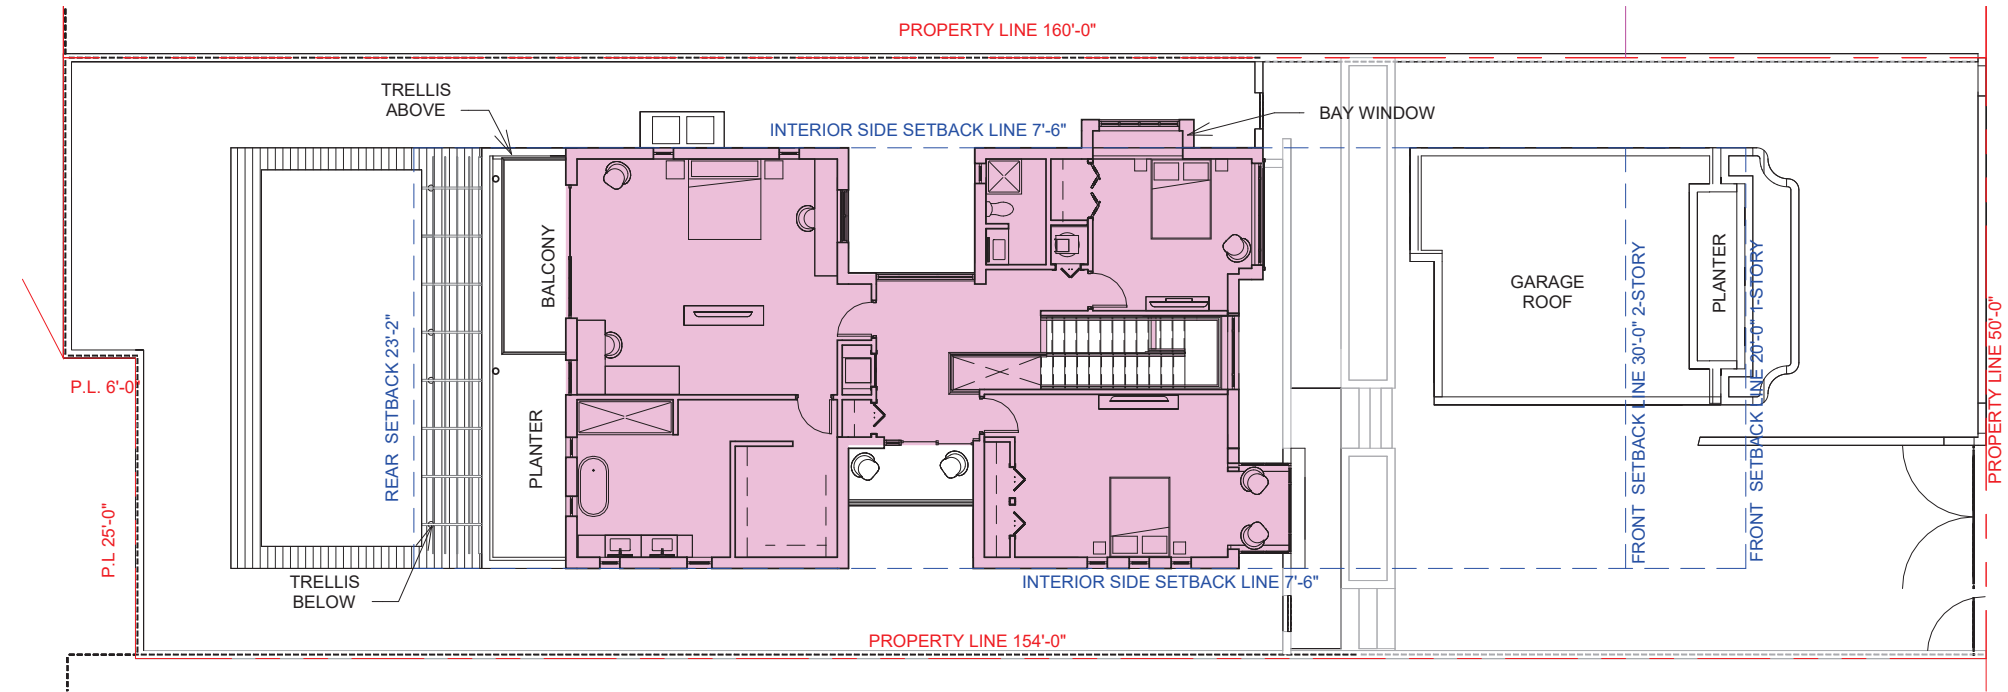 PROPERTY LINE 160'-0"
TRELLIS
ABOVE
INTERIOR SIDE SETBACK LINE 7'-6"
BAY WINDOW
BALCONY
PLANTER
REAR SETBACK 23'-2"
P.L. 6'-0
P.L 25'-0"
TRELLIS
BELOW
GARAGE
ROOF
PLANTER
FRONT SETBACK LINE 30'-0" 2-STORY
FRONT SETBACK LINE 20'-0" 1-STORY
PROPERTY LINE 50'-0"
INTERIOR SIDE SETBACK LINE 7'-6"
PROPERTY LINE 154'-0"